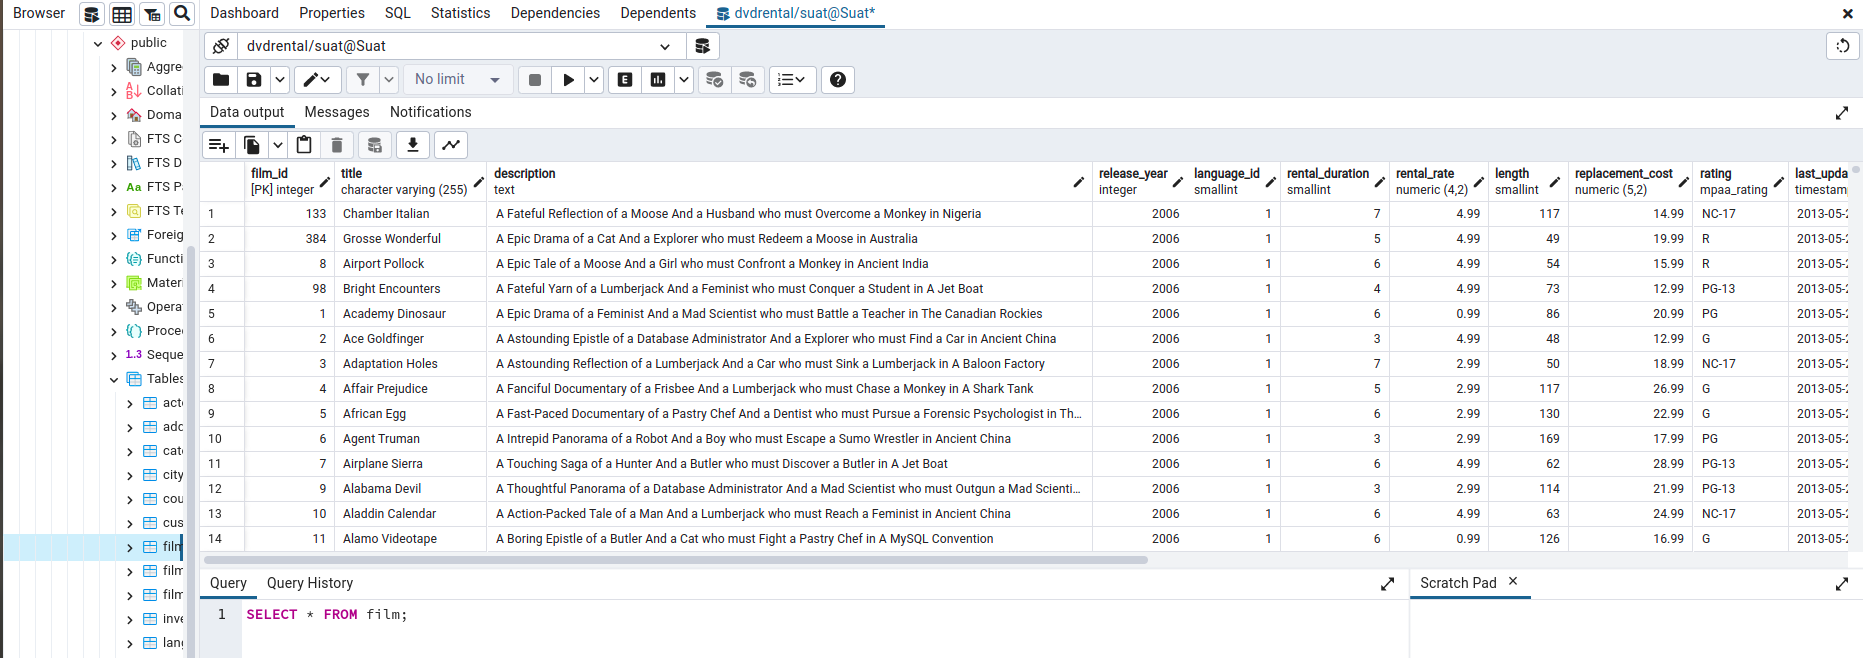 Browser
Dashboard Properties SQL Statistics Dependencies Dependents dvdrental/suat@Suat*
public
Aggre
Collati
Doma
FTS C
FTS D
FTS P
FTS Te
Foreig
Functi
Materi
Opera
Proce
1..3 Seque
Tables
act
add
cat
city
cou
cus
film
film
film
inve
lang
dvdrental/suat@Suat
No limit
Data output Messages Notifications
film_id title description release_year language_id rental_duration rental_rate length replacement_cost rating last_upda
[PK] integer character varying (255) text integer smallint smallint numeric (4,2) smallint numeric (5,2) mpaa_rating timestam
1 133 Chamber Italian A Fateful Reflection of a Moose And a Husband who must Overcome a Monkey in Nigeria 2006 1 7 4.99 117 14.99 NC-17 2013-05-2
2 384 Grosse Wonderful A Epic Drama of a Cat And a Explorer who must Redeem a Moose in Australia 2006 1 5 4.99 49 19.99 R 2013-05-2
3 8 Airport Pollock A Epic Tale of a Moose And a Girl who must Confront a Monkey in Ancient India 2006 1 6 4.99 54 15.99 R 2013-05-2
4 98 Bright Encounters A Fateful Yarn of a Lumberjack And a Feminist who must Conquer a Student in A Jet Boat 2006 1 4 4.99 73 12.99 PG-13 2013-05-2
5 1 Academy Dinosaur A Epic Drama of a Feminist And a Mad Scientist who must Battle a Teacher in The Canadian Rockies 2006 1 6 0.99 86 20.99 PG 2013-05-2
6 2 Ace Goldfinger A Astounding Epistle of a Database Administrator And a Explorer who must Find a Car in Ancient China 2006 1 3 4.99 48 12.99 G 2013-05-2
7 3 Adaptation Holes A Astounding Reflection of a Lumberjack And a Car who must Sink a Lumberjack in A Baloon Factory 2006 1 7 2.99 50 18.99 NC-17 2013-05-2
8 4 Affair Prejudice A Fanciful Documentary of a Frisbee And a Lumberjack who must Chase a Monkey in A Shark Tank 2006 1 5 2.99 117 26.99 G 2013-05-2
9 5 African Egg A Fast-Paced Documentary of a Pastry Chef And a Dentist who must Pursue a Forensic Psychologist in Th... 2006 1 6 2.99 130 22.99 G 2013-05-2
10 6 Agent Truman A Intrepid Panorama of a Robot And a Boy who must Escape a Sumo Wrestler in Ancient China 2006 1 3 2.99 169 17.99 PG 2013-05-2
11 7 Airplane Sierra A Touching Saga of a Hunter And a Butler who must Discover a Butler in A Jet Boat 2006 1 6 4.99 62 28.99 PG-13 2013-05-2
12 9 Alabama Devil A Thoughtful Panorama of a Database Administrator And a Mad Scientist who must Outgun a Mad Scienti... 2006 1 3 2.99 114 21.99 PG-13 2013-05-2
13 10 Aladdin Calendar A Action-Packed Tale of a Man And a Lumberjack who must Reach a Feminist in Ancient China 2006 1 6 4.99 63 24.99 NC-17 2013-05-2
14 11 Alamo Videotape A Boring Epistle of a Butler And a Cat who must Fight a Pastry Chef in A MySQL Convention 2006 1 6 0.99 126 16.99 G 2013-05-2
Query Query History
Scratch Pad
1 SELECT * FROM film;